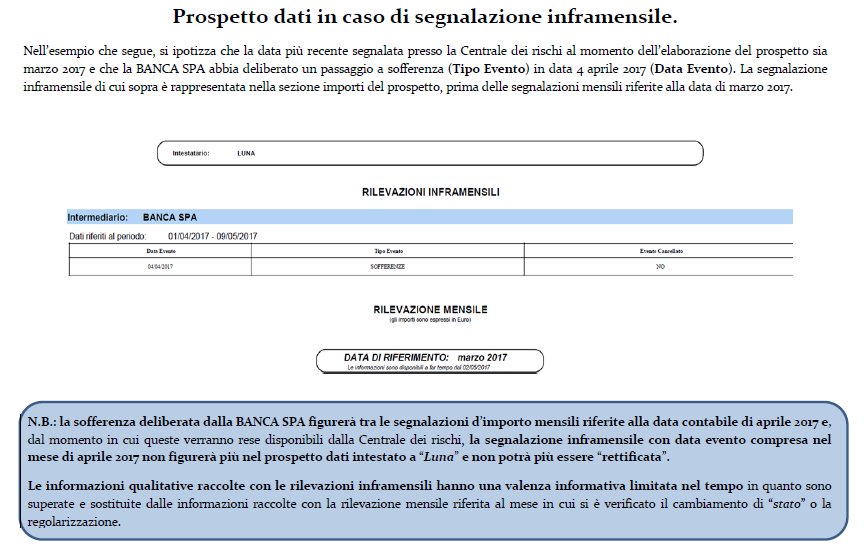 Prospetto dati in caso di segnalazione inframensile.
Nell'esempio che segue, si ipotizza che la data più recente segnalata presso la Centrale dei rischi al momento dell'elaborazione del prospetto sia
marzo 2017 e che la BANCA SPA abbia deliberato un passaggio a sofferenza (Tipo Evento) in data 4 aprile 2017 (Data Evento). La segnalazione
inframensile di cui sopra è rappresentata nella sezione importi del prospetto, prima delle segnalazioni mensili riferite alla data di marzo 2017.
Intestatario: LUNA
RILEVAZIONI INFRAMENSILI
Intermediario: BANCA SPA
Dati riferiti al periodo: 01/04/2017 - 09/05/2017
Data Evento Tipo Evento Evento Cancellato
04/04/2017 SOFFERENZE NO
RILEVAZIONE MENSILE
(gli importi sono espressi in Euro)
DATA DI RIFERIMENTO: marzo 2017
Le informazioni sono disponibili a far tempo dal 02/05/2017
N.B.: la sofferenza deliberata dalla BANCA SPA figurerà tra le segnalazioni d'importo mensili riferite alla data contabile di aprile 2017 e,
dal momento in cui queste verranno rese disponibili dalla Centrale dei rischi, la segnalazione inframensile con data evento compresa nel
mese di aprile 2017 non figurerà più nel prospetto dati intestato a "Luna" e non potrà più essere "rettificata".
Le informazioni qualitative raccolte con le rilevazioni inframensili hanno una valenza informativa limitata nel tempo in quanto sono
superate e sostituite dalle informazioni raccolte con la rilevazione mensile riferita al mese in cui si è verificato il cambiamento di "stato" o la
regolarizzazione.